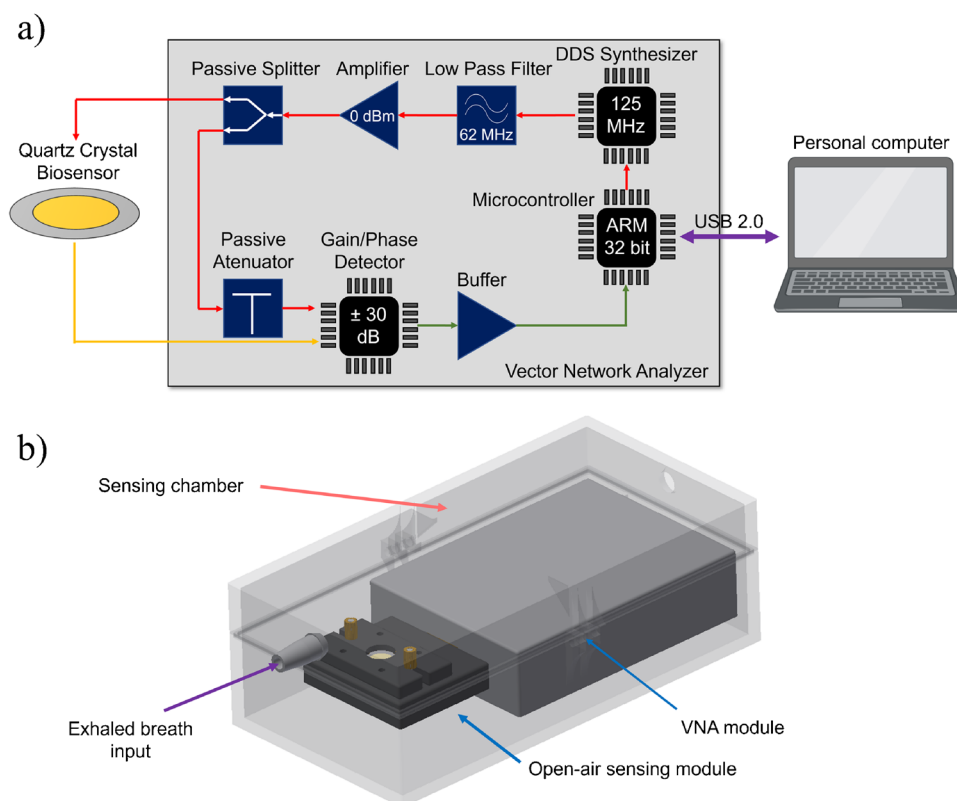 a)
DDS Synthesizer
Passive Splitter
Amplifier
Low Pass Filter
0 dBm
62 MHz
125
MHz
Quartz Crystal
Biosensor
Personal computer
Microcontroller
ARM
32 bit
USB 2.0
Passive
Atenuator
Gain/Phase
Detector
Buffer
± 30
dB
Vector Network Analyzer
b)
Sensing chamber
Exhaled breath
input
VNA module
Open-air sensing module